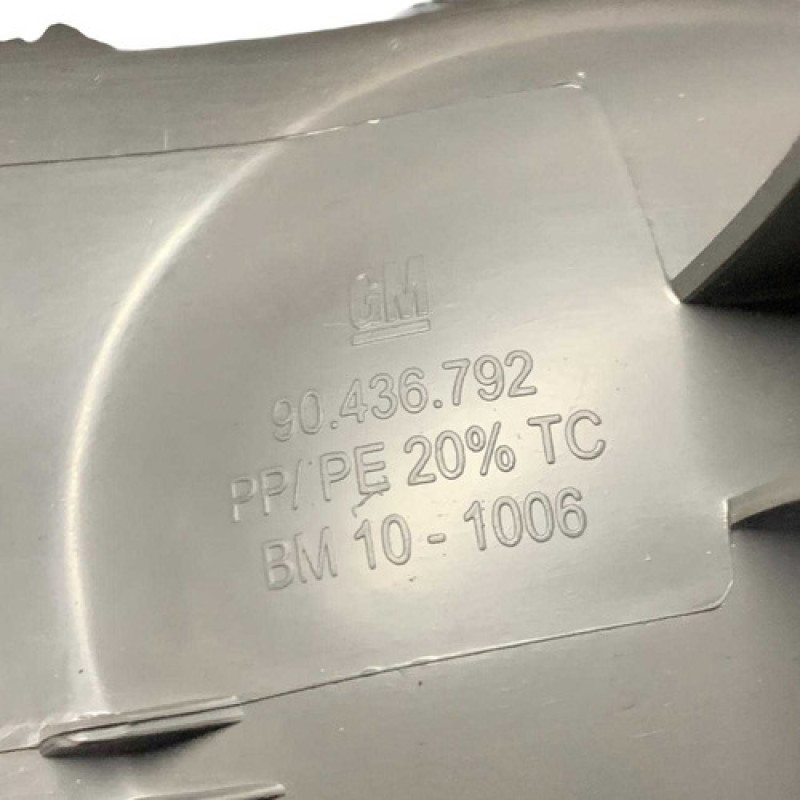 GM
90.436.792
PP/PE 20% TC
BM 10 - 1006